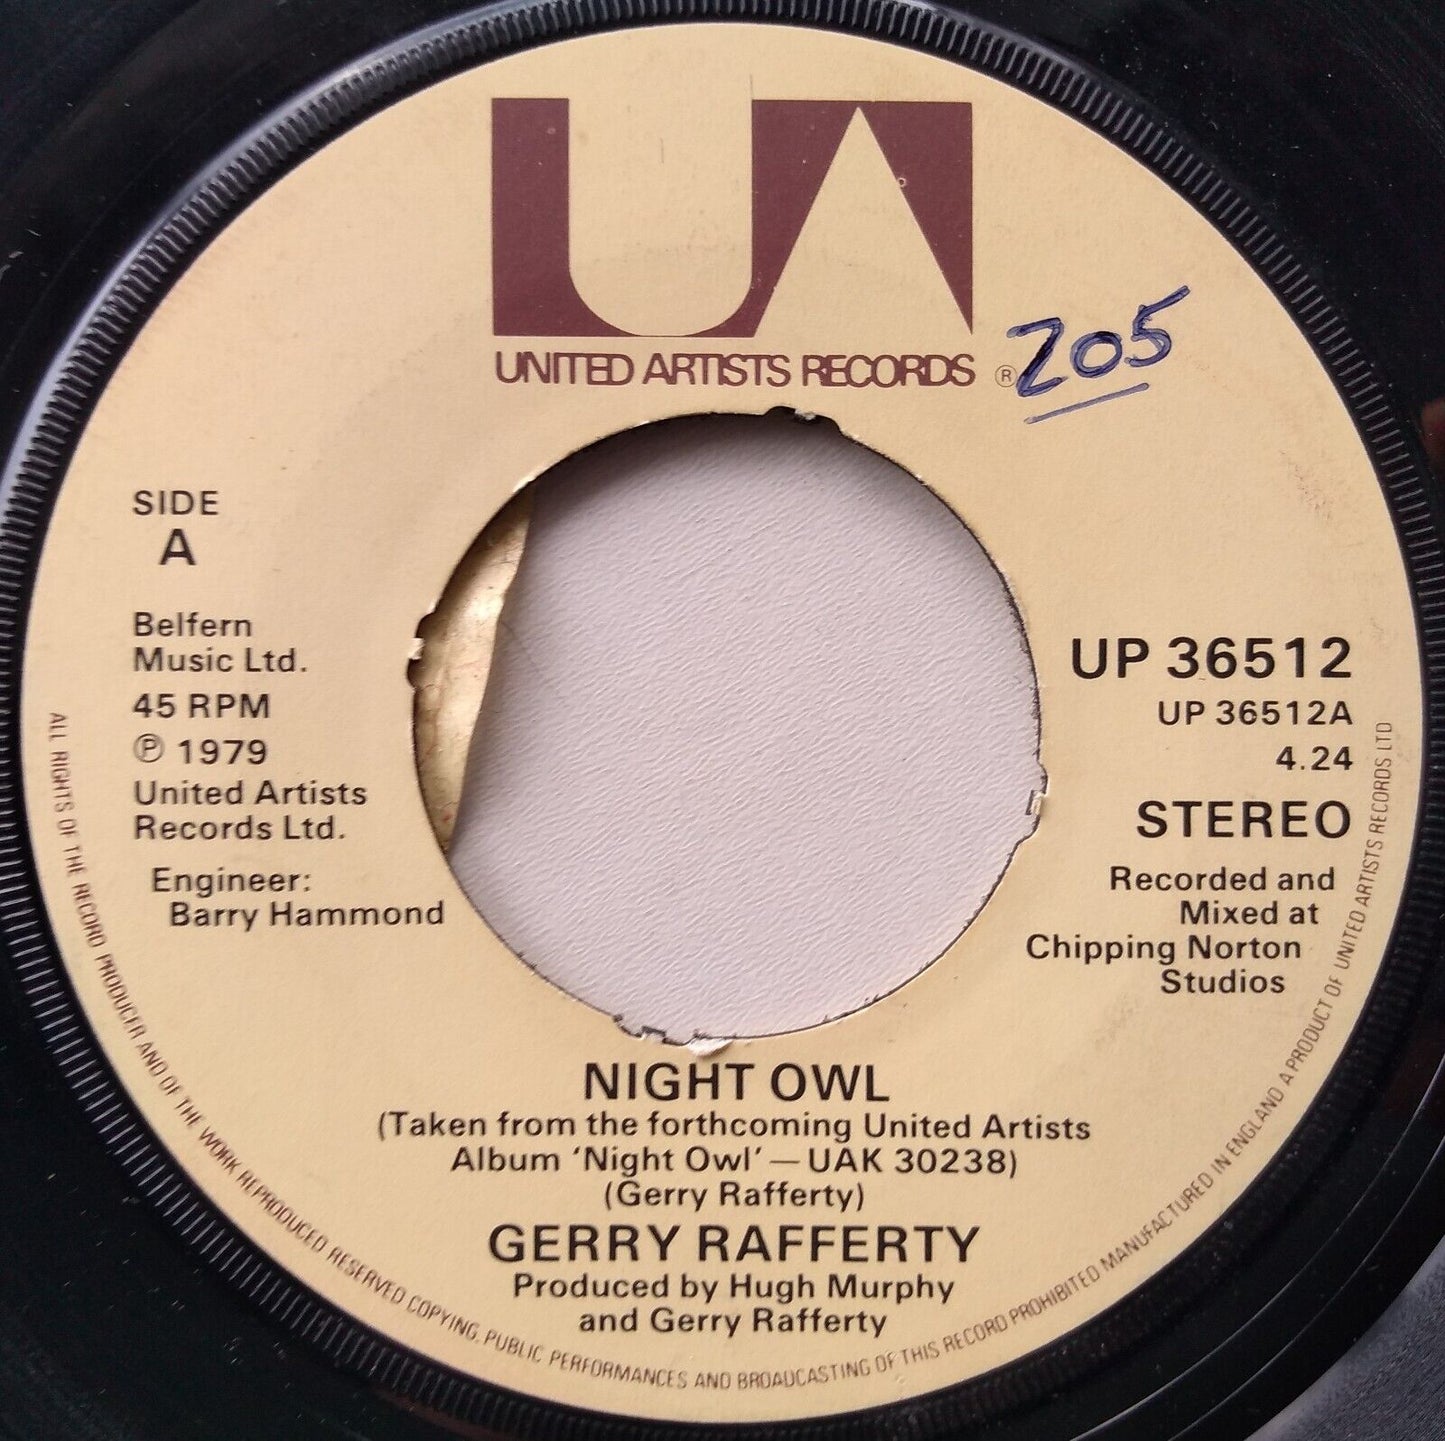 UA
UNITED ARTISTS RECORDS ®
205
SIDE
A
Belfern
Music Ltd.
45 RPM
℗ 1979
United Artists
Records Ltd.
Engineer:
Barry Hammond
UP 36512
UP 36512A
4.24
STEREO
Recorded and
Mixed at
Chipping Norton
Studios
NIGHT OWL
(Taken from the forthcoming United Artists
Album ‘Night Owl’ — UAK 30238)
(Gerry Rafferty)
GERRY RAFFERTY
Produced by Hugh Murphy
and Gerry Rafferty
ALL RIGHTS OF THE RECORD PRODUCER AND OF THE WORK REPRODUCED RESERVED COPYING, PUBLIC PERFORMANCES AND BROADCASTING OF THIS RECORD PROHIBITED MANUFACTURED IN ENGLAND A PRODUCT OF UNITED ARTISTS RECORDS LTD